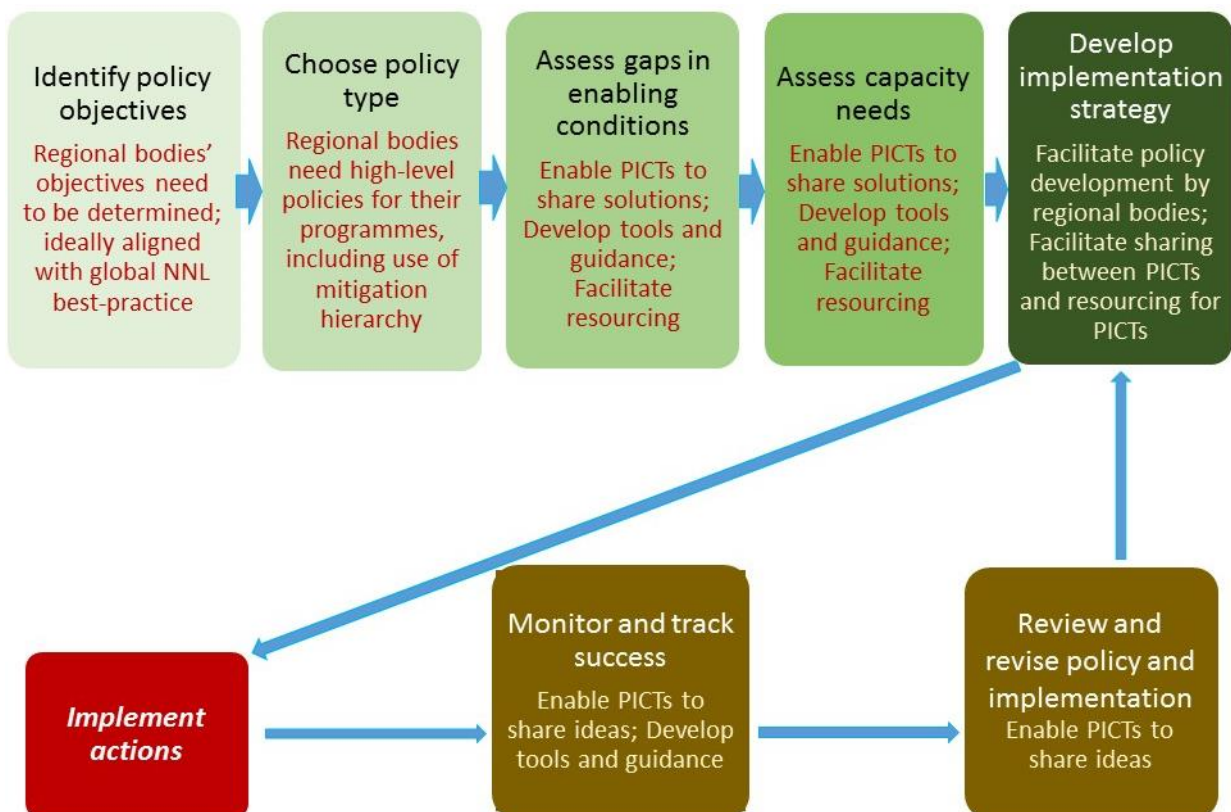 Identify policy
objectives
Regional bodies’
objectives need
to be determined;
ideally aligned
with global NNL
best-practice
Choose policy
type
Regional bodies
need high-level
policies for their
programmes,
including use of
mitigation
hierarchy
Assess gaps in
enabling
conditions
Enable PICTs to
share solutions;
Develop tools and
guidance;
Facilitate
resourcing
Assess capacity
needs
Enable PICTs to
share solutions;
Develop tools
and guidance;
Facilitate
resourcing
Develop
implementation
strategy
Facilitate policy
development by
regional bodies;
Facilitate sharing
between PICTs
and resourcing for
PICTs
Implement
actions
Monitor and track
success
Enable PICTs to
share ideas; Develop
tools and guidance
Review and
revise policy and
implementation
Enable PICTs to
share ideas